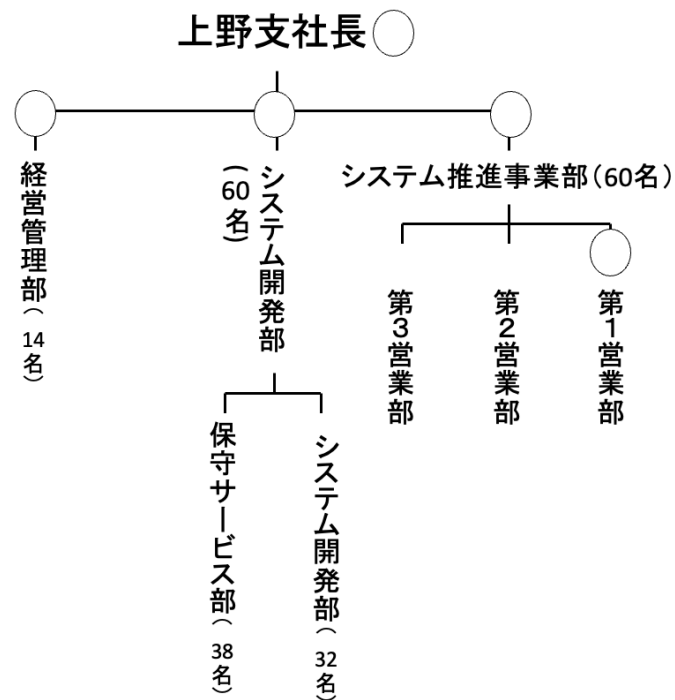 上野支社長
経営管理部(14名)
システム開発部
(60名)
システム推進事業部(60名)
第3営業部
第2営業部
第1営業部
保守サービス部(38名)
システム開発部(32名)